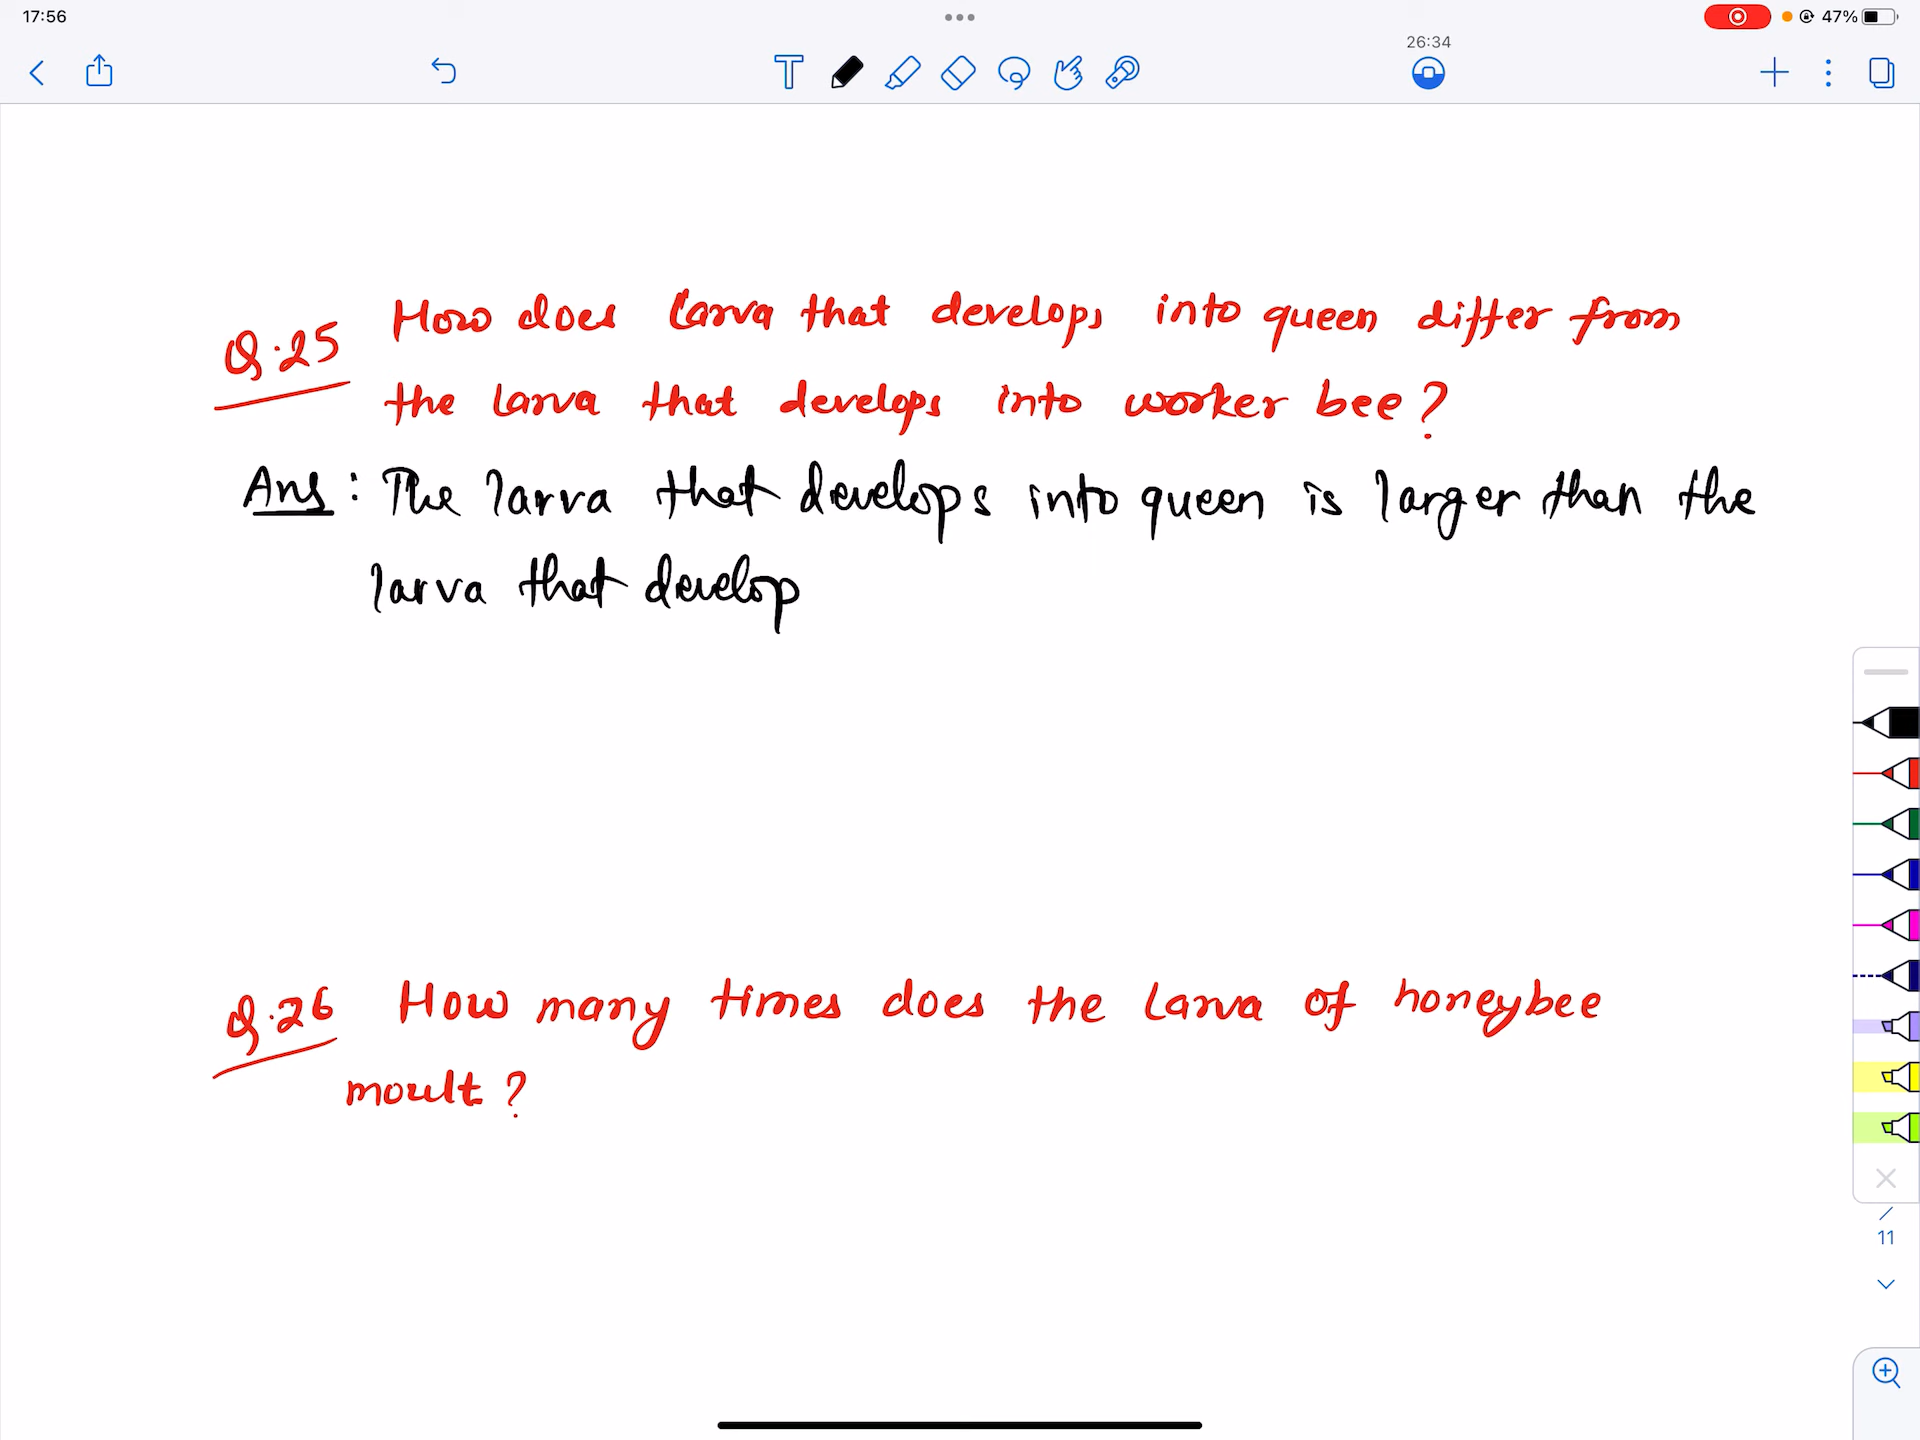 17:56
47%
26:34
Q.25 How does larva that develops into queen differ from
the larva that develops into worker bee?
Ans : The larva that develops into queen is larger than the
larva that develop
Q.26 How many times does the larva of honeybee
moult ?
11